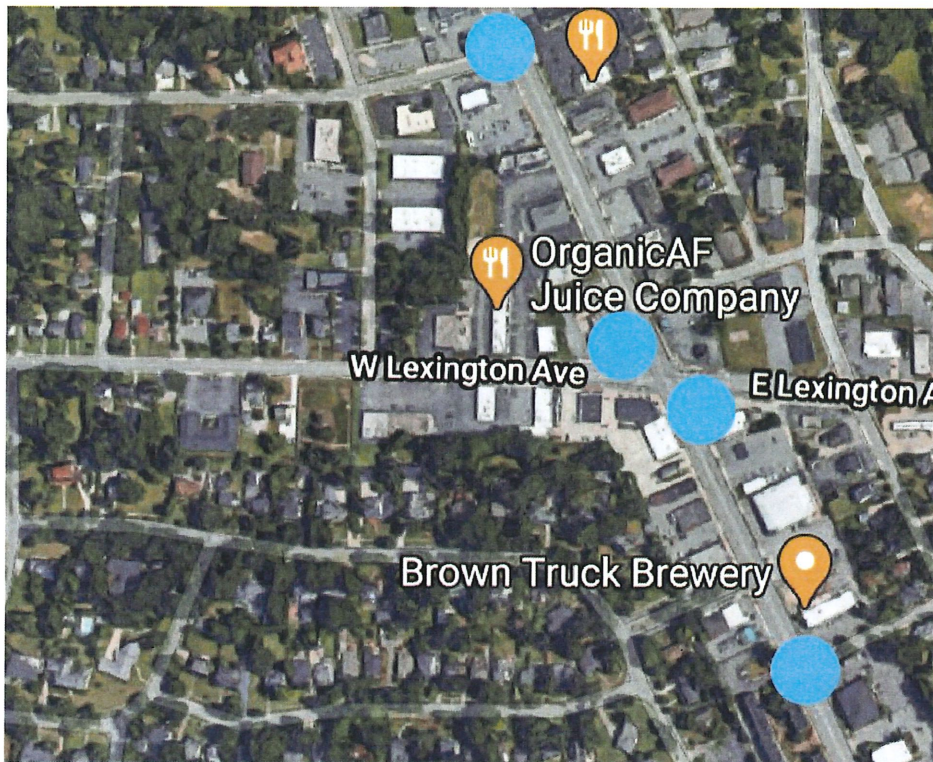 OrganicAF
Juice Company
W Lexington Ave
E Lexington A
Brown Truck Brewery